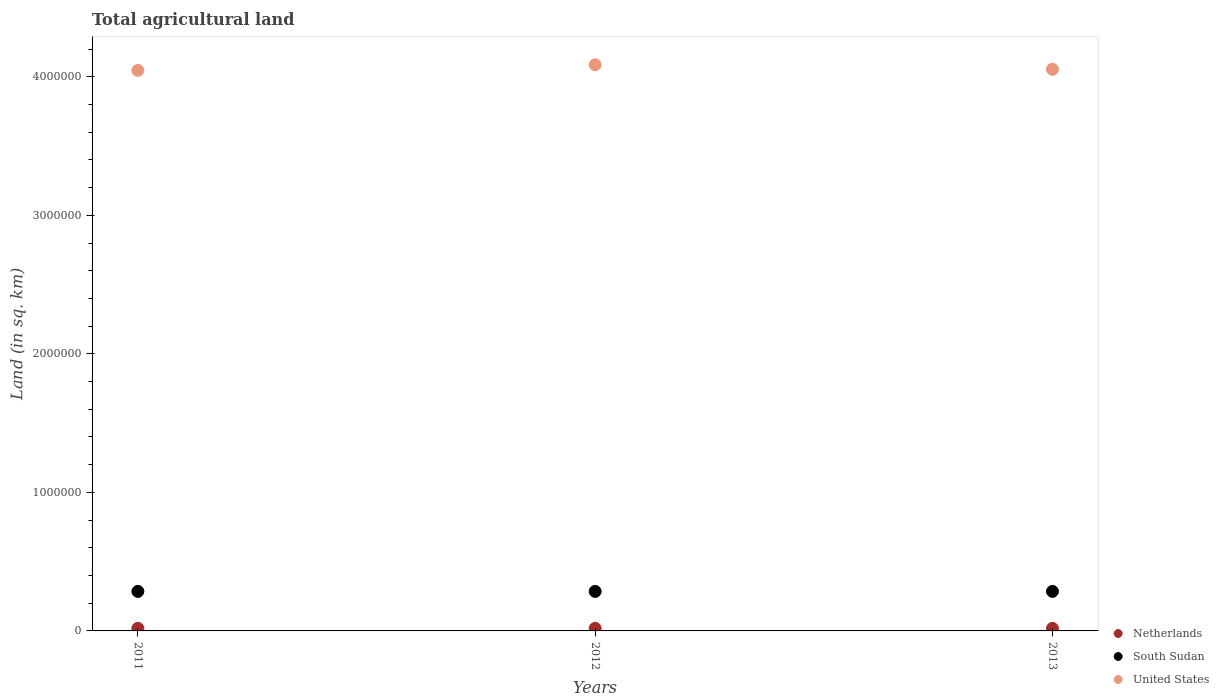 Total agricultural land
Land (in sq. km)
4000000
3000000
2000000
1000000
0
2011
2012
2013
Years
Netherlands
South Sudan
United States